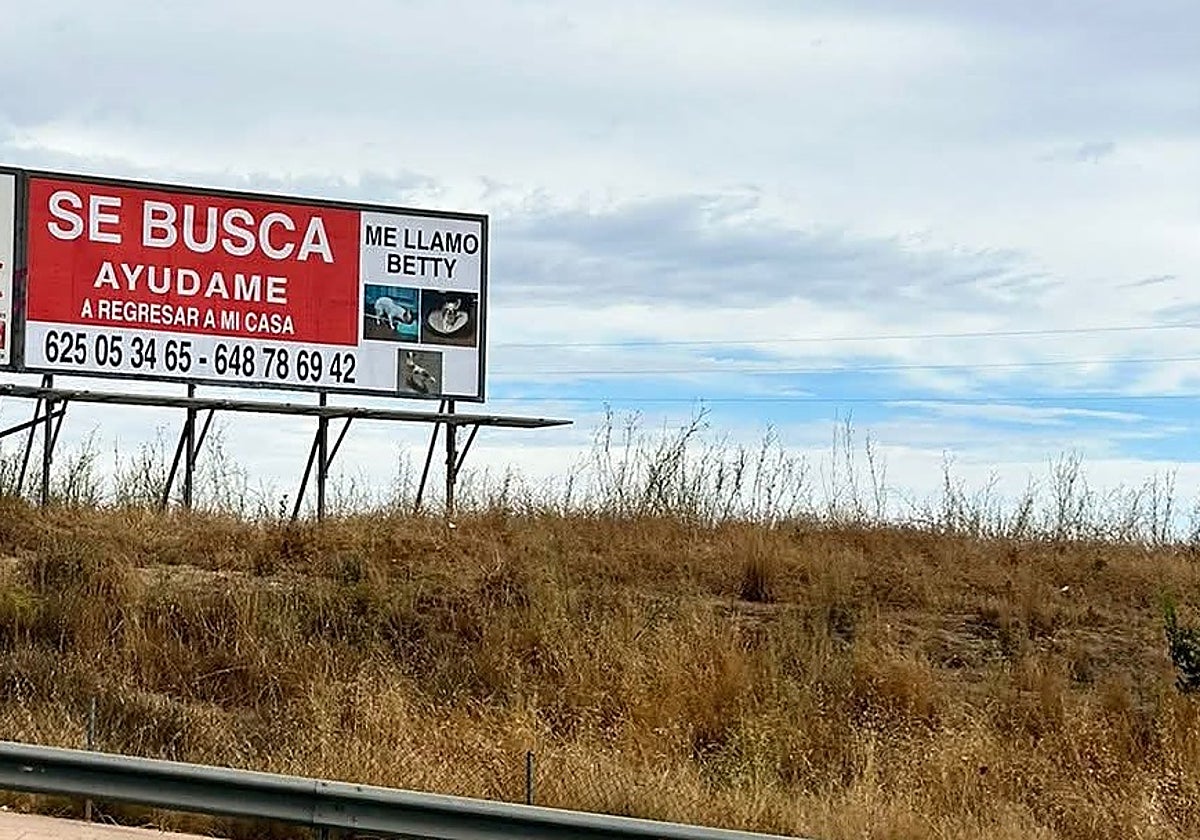 SE BUSCA
AYUDAME
A REGRESAR A MI CASA
625 05 34 65 - 648 78 69 42
ME LLAMO
BETTY